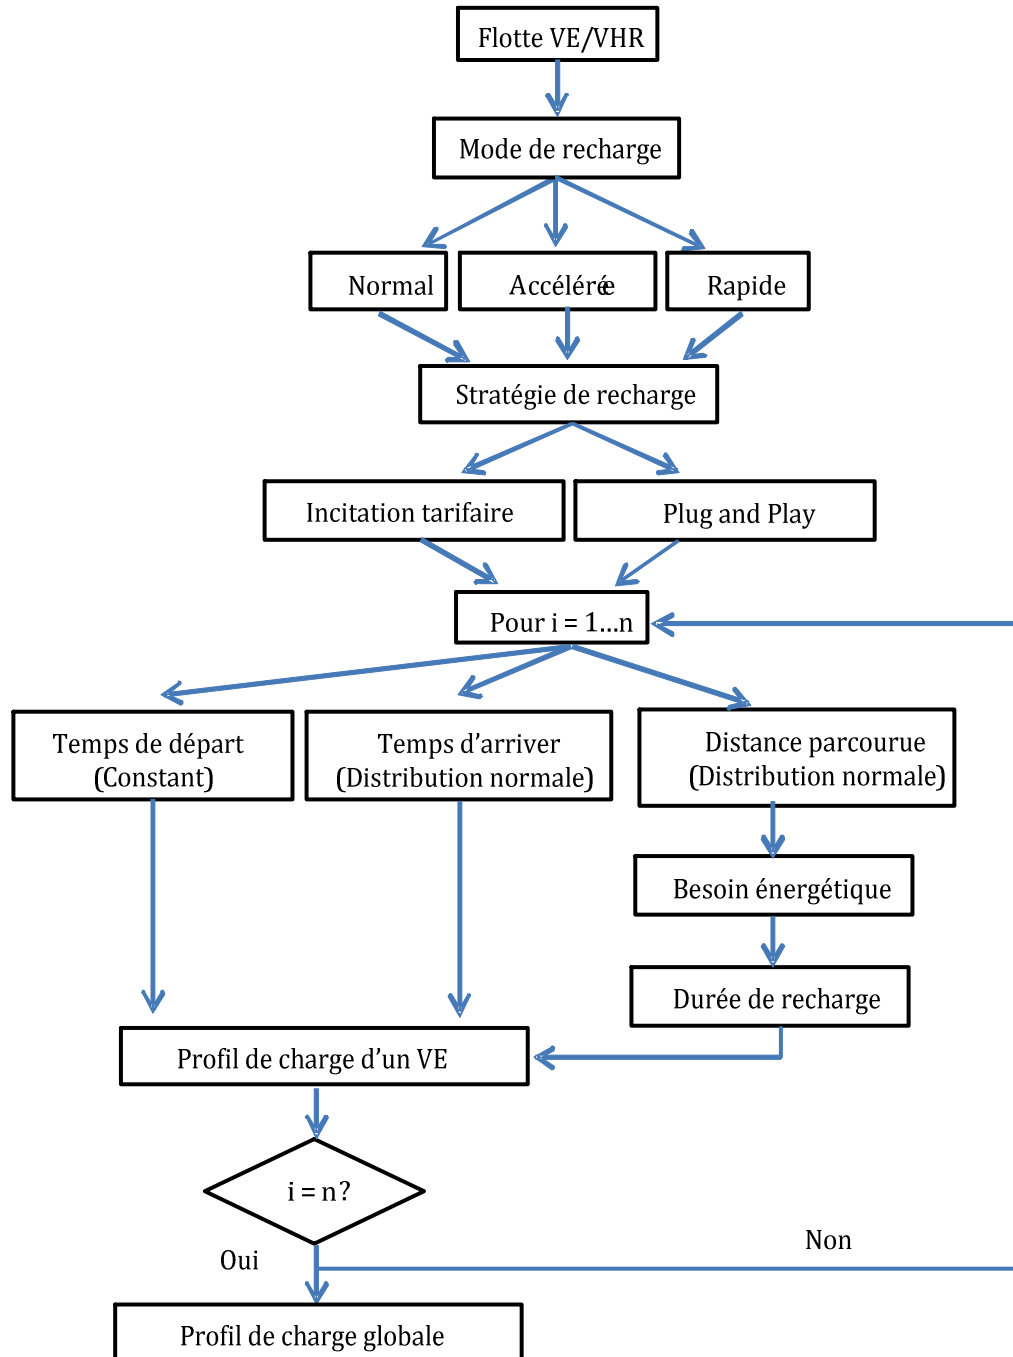 Flotte VE/VHR
Mode de recharge
Normal
Accélérée
Rapide
Stratégie de recharge
Incitation tarifaire
Plug and Play
Pour i = 1...n
Temps de départ
(Constant)
Temps d’arriver
(Distribution normale)
Distance parcourue
(Distribution normale)
Besoin énergétique
Durée de recharge
Profil de charge d’un VE
i = n?
Oui
Non
Profil de charge globale